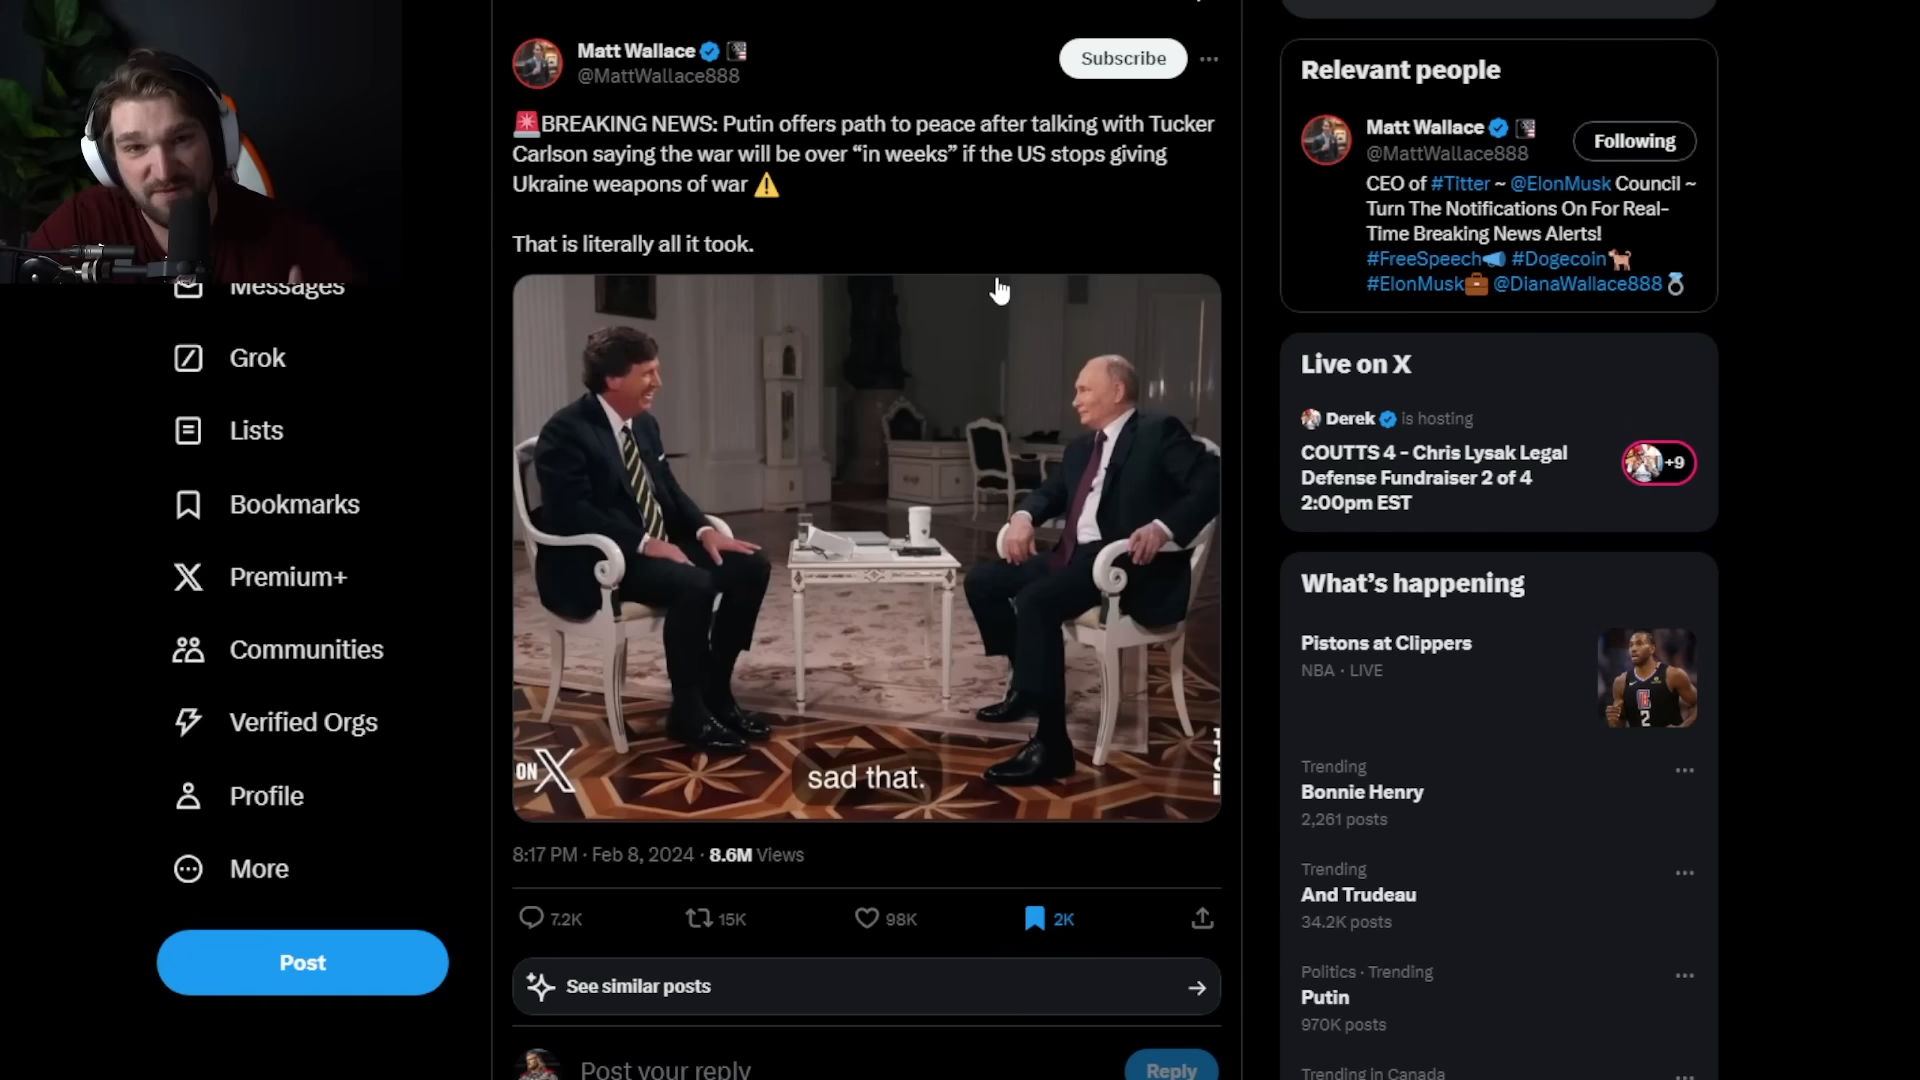 Matt Wallace
@MattWallace888
Subscribe
BREAKING NEWS: Putin offers path to peace after talking with Tucker
Carlson saying the war will be over “in weeks” if the US stops giving
Ukraine weapons of war
That is literally all it took.
ON X
sad that.
8:17 PM · Feb 8, 2024 · 8.6M Views
7.2K 15K 98K 2K
See similar posts
Post your reply
Reply
Messages
Grok
Lists
Bookmarks
Premium+
Communities
Verified Orgs
Profile
More
Post
Relevant people
Matt Wallace
@MattWallace888
Following
CEO of #Titter ~ @ElonMusk Council ~
Turn The Notifications On For Real-
Time Breaking News Alerts!
#FreeSpeech #Dogecoin
#ElonMusk @DianaWallace888
Live on X
Derek is hosting
COUTTS 4 - Chris Lysak Legal
Defense Fundraiser 2 of 4
2:00pm EST
+9
What’s happening
Pistons at Clippers
NBA · LIVE
2
Trending
Bonnie Henry
2,261 posts
Trending
And Trudeau
34.2K posts
Politics · Trending
Putin
970K posts
Trending in Canada